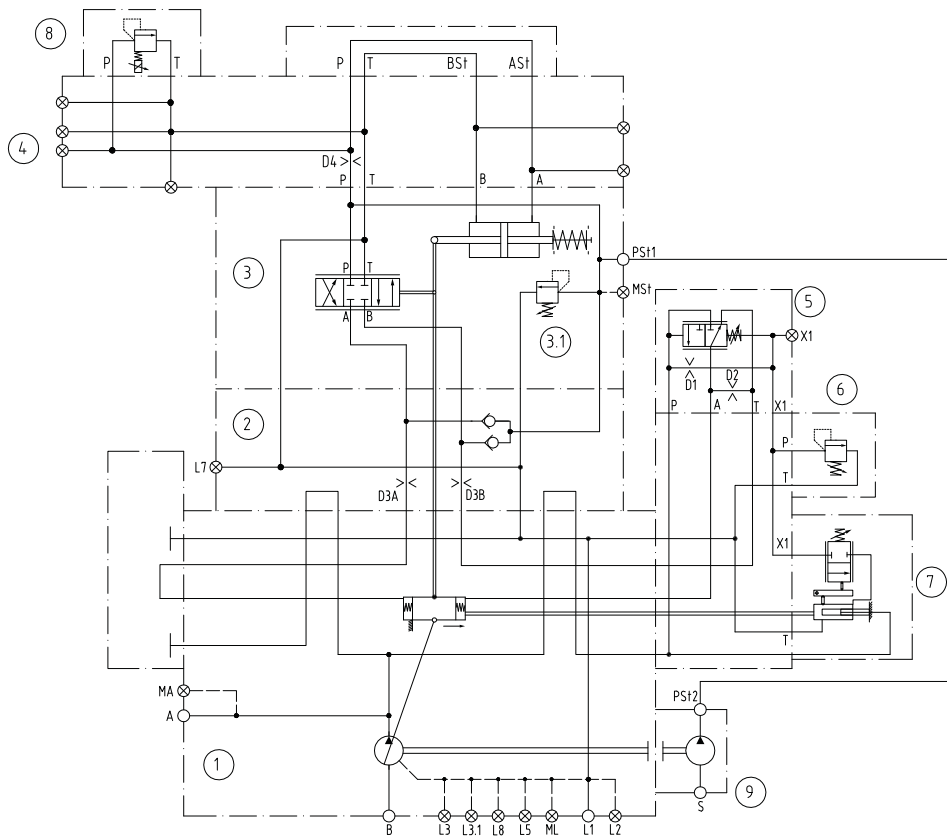 8
P T
P T BSt ASt
4
D4
P T B A
3
P T
A B
PSt1
MSt
3.1
5
X1
D1 D2
P A T X1
6
P
T
2
L7
D3A D3B
X1
7
T
MA
A
PSt2
1
9
B L3 L3.1 L8 L5 ML L1 L2
S